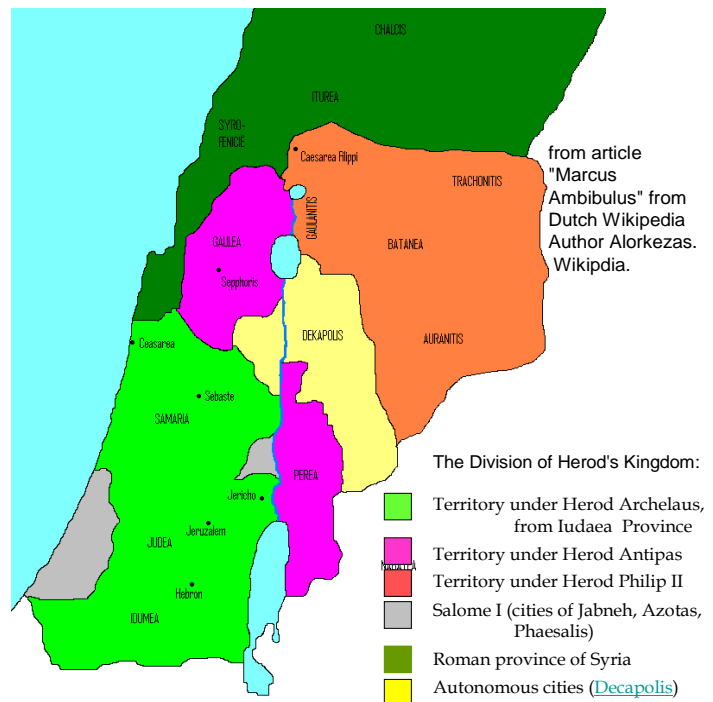 CHALCIS
ITUREA
SYRO-
FENICIË
Caesarea Filippi
TRACHONITIS
GAULANITIS
BATANEA
GALILEA
Sepphoris
DEKAPOLIS
AURANITIS
Ceasarea
Sebaste
SAMARIA
PEREA
Jericho
Jeruzalem
JUDEA
Hebron
IDUMEA
from article
"Marcus
Ambibulus" from
Dutch Wikipedia
Author Alorkezas.
Wikipdia.
The Division of Herod's Kingdom:
Territory under Herod Archelaus,
from Iudaea Province
Territory under Herod Antipas
Territory under Herod Philip II
Salome I (cities of Jabneh, Azotas,
Phaesalis)
Roman province of Syria
Autonomous cities (Decapolis)